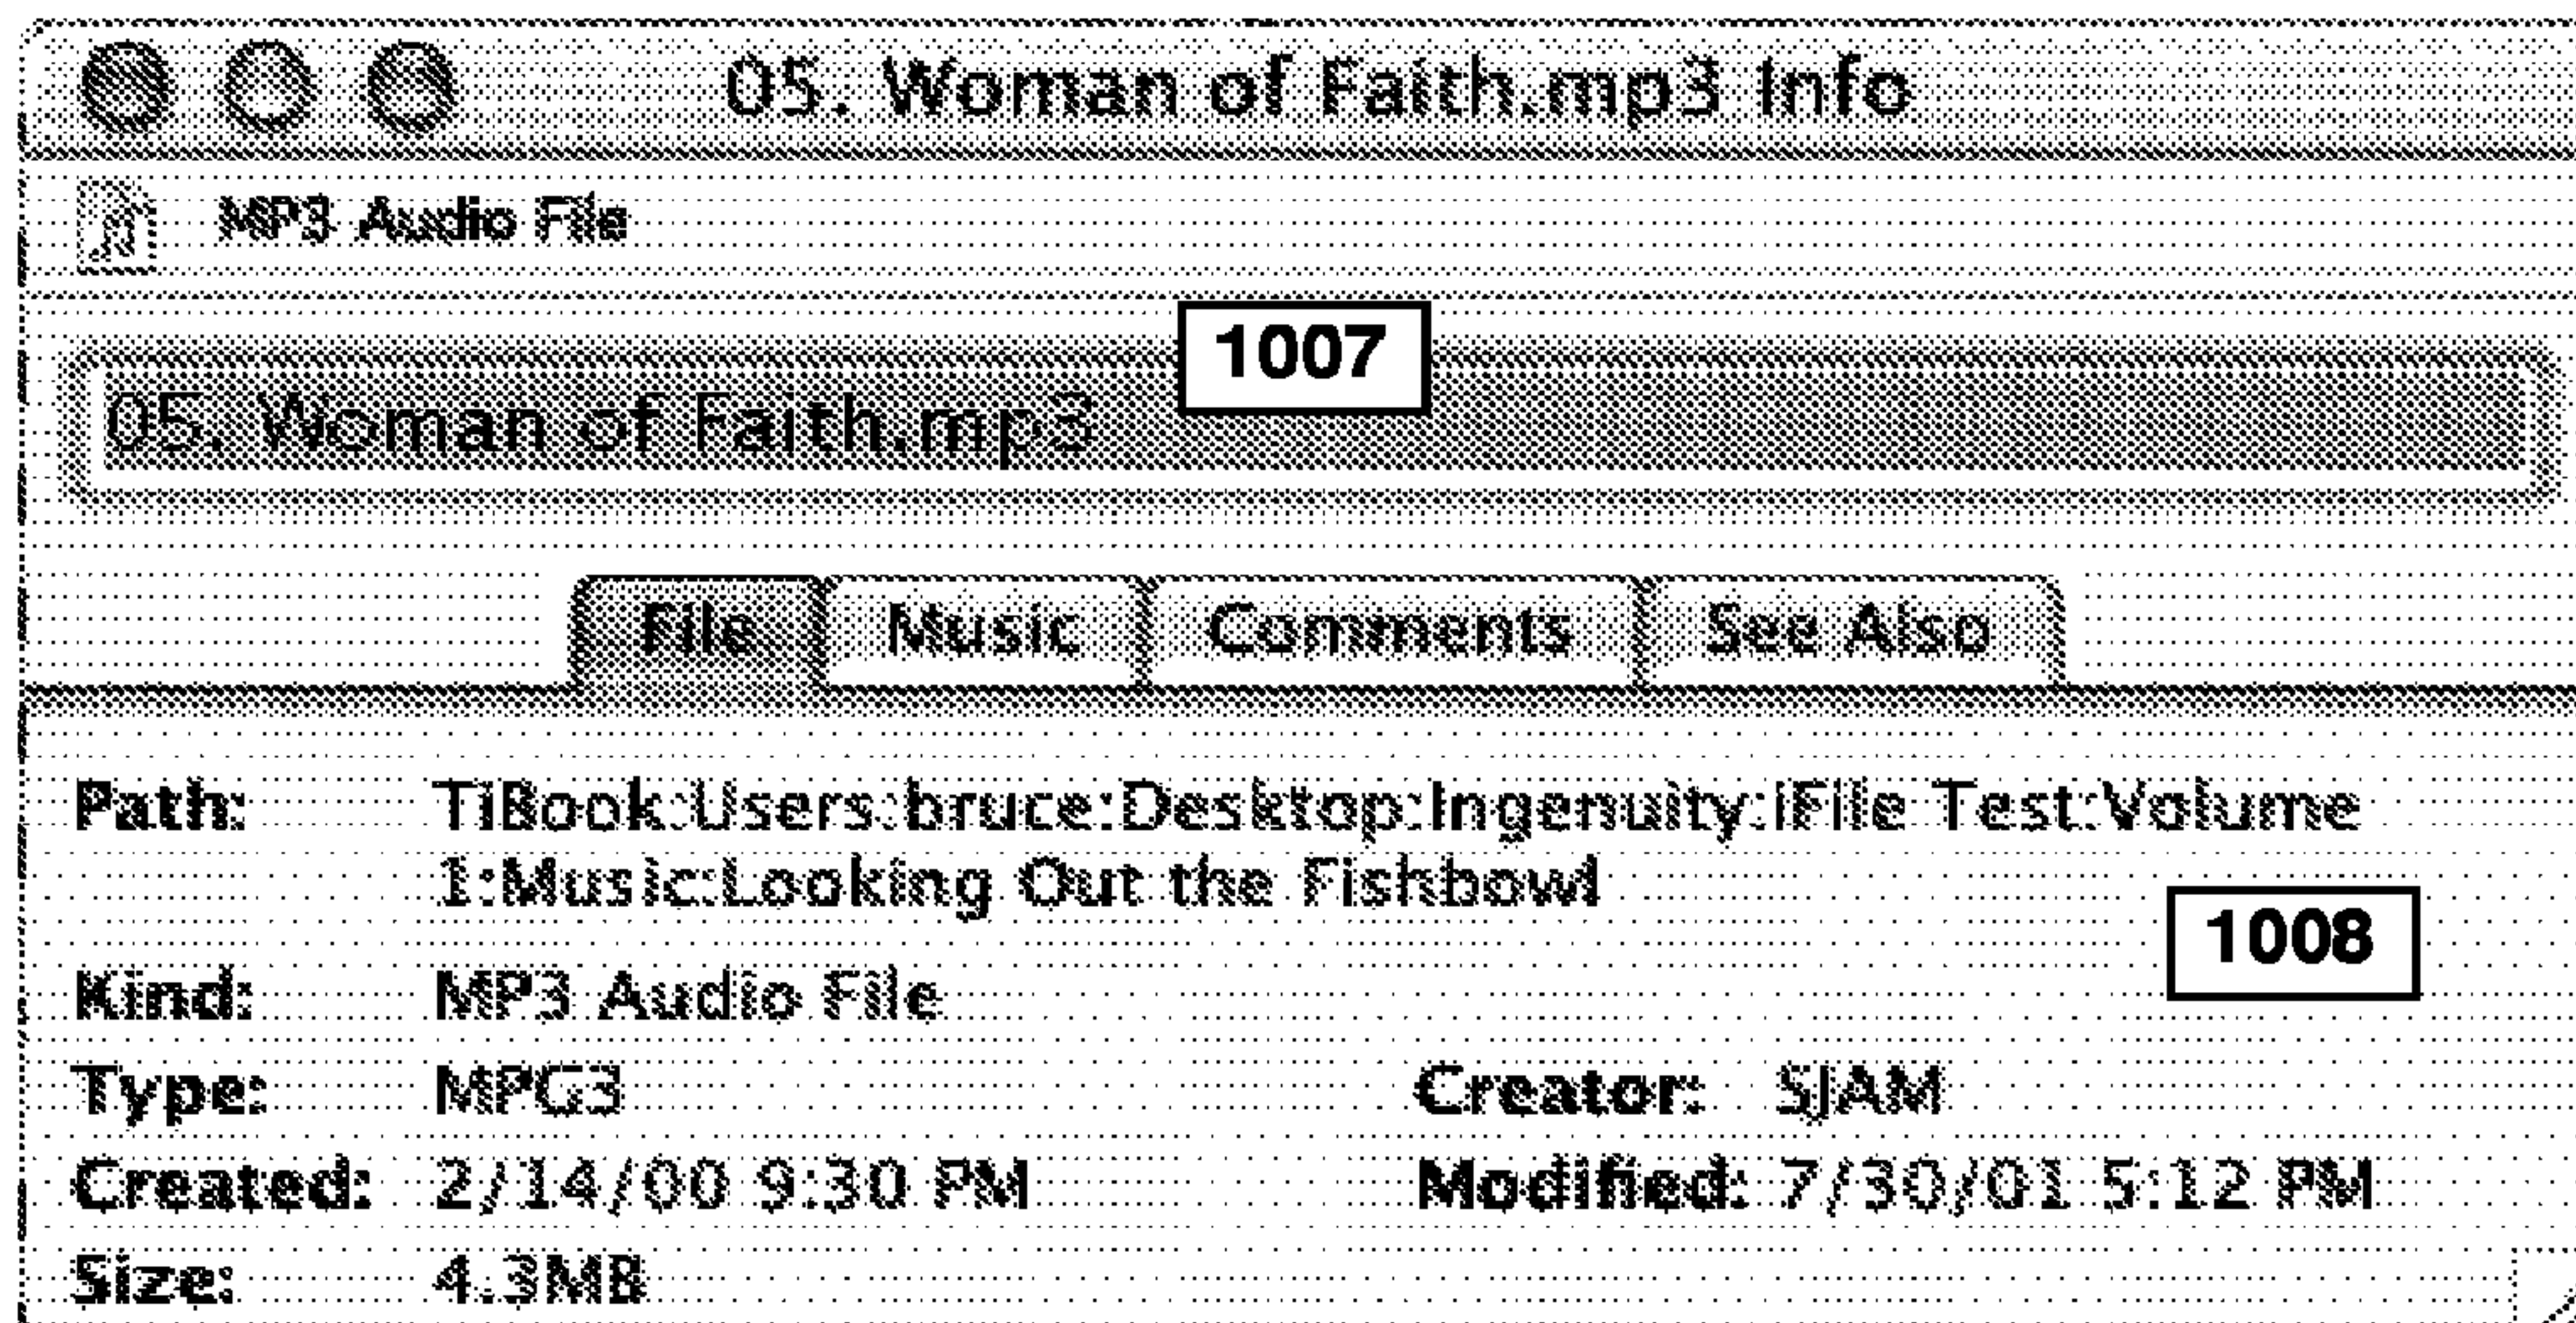 05. Woman of Faith.mp3 Info
MP3 Audio File
1007
05. Woman of Faith.mp3
File Music Comments See Also
Path: TiBook:Users:bruce:Desktop:Ingenuity:iFile Test:Volume
1:Music:Looking Out the Fishbowl
1008
Kind: MP3 Audio File
Type: MPG3 Creator: SJAM
Created: 2/14/00 9:30 PM Modified: 7/30/01 5:12 PM
Size: 4.3MB